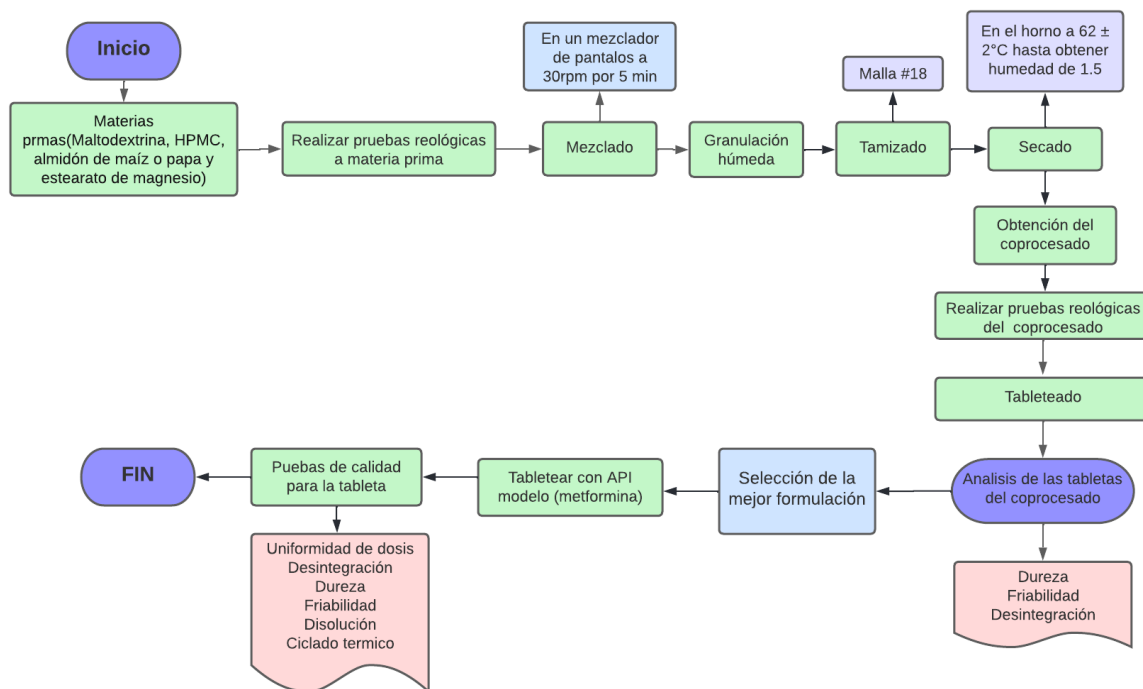 Inicio
Materias
prmas(Maltodextrina, HPMC,
almidón de maíz o papa y
estearato de magnesio)
Realizar pruebas reológicas
a materia prima
En un mezclador
de pantalos a
30rpm por 5 min
Mezclado
Granulación
húmeda
Malla #18
Tamizado
En el horno a 62 ±
2°C hasta obtener
humedad de 1.5
Secado
Obtención del
coprocesado
Realizar pruebas reológicas
del coprocesado
Tableteado
Analisis de las tabletas
del coprocesado
Dureza
Friabilidad
Desintegración
Selección de la
mejor formulación
Tabletear con API
modelo (metformina)
Puebas de calidad
para la tableta
Uniformidad de dosis
Desintegración
Dureza
Friabilidad
Disolución
Ciclado termico
FIN